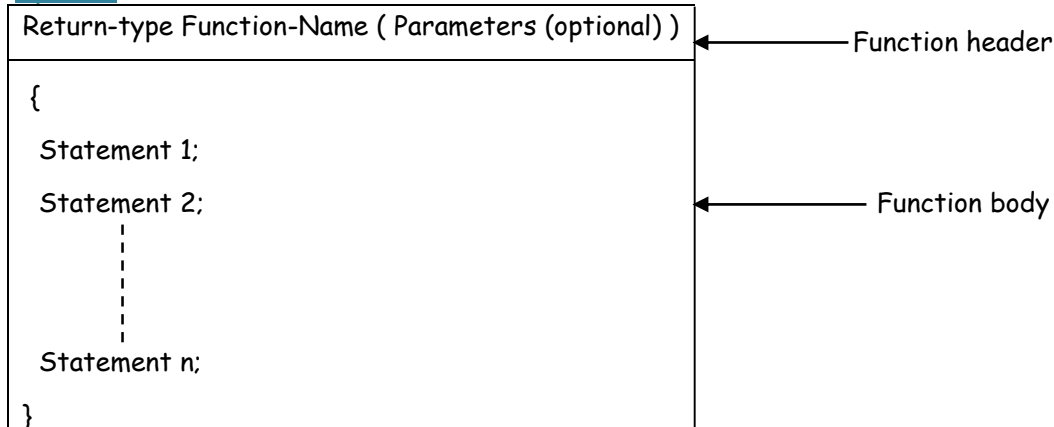 Return-type Function-Name ( Parameters (optional) )
Function header
{
Statement 1;
Statement 2;
Function body
Statement n;
}